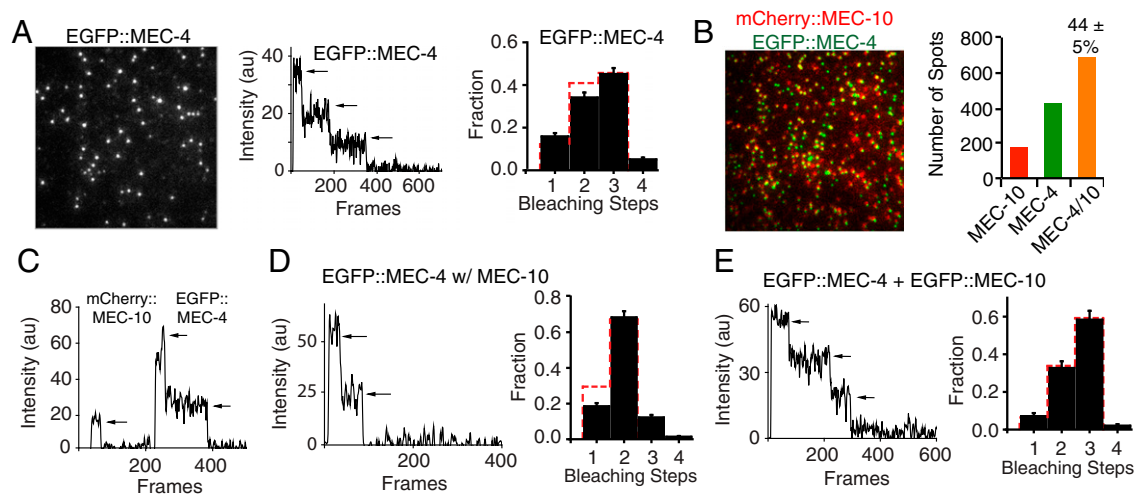 A
EGFP::MEC-4
EGFP::MEC-4
Intensity (au)
40
20
0
200 400 600
Frames
EGFP::MEC-4
Fraction
0.6
0.4
0.2
0.0
1 2 3 4
Bleaching Steps
B
mCherry::MEC-10
EGFP::MEC-4
44 ±
5%
Number of Spots
800
600
400
200
0
MEC-10
MEC-4
MEC-4/10
C
mCherry::
MEC-10
EGFP::
MEC-4
Intensity (au)
80
60
40
20
0
200 400
Frames
D
EGFP::MEC-4 w/ MEC-10
Intensity (au)
50
25
0
200 400
Frames
Fraction
0.8
0.6
0.4
0.2
0.0
1 2 3 4
Bleaching Steps
E
EGFP::MEC-4 + EGFP::MEC-10
Intensity (au)
60
36
18
0
200 400 600
Frames
Fraction
0.6
0.4
0.2
0.0
1 2 3 4
Bleaching Steps